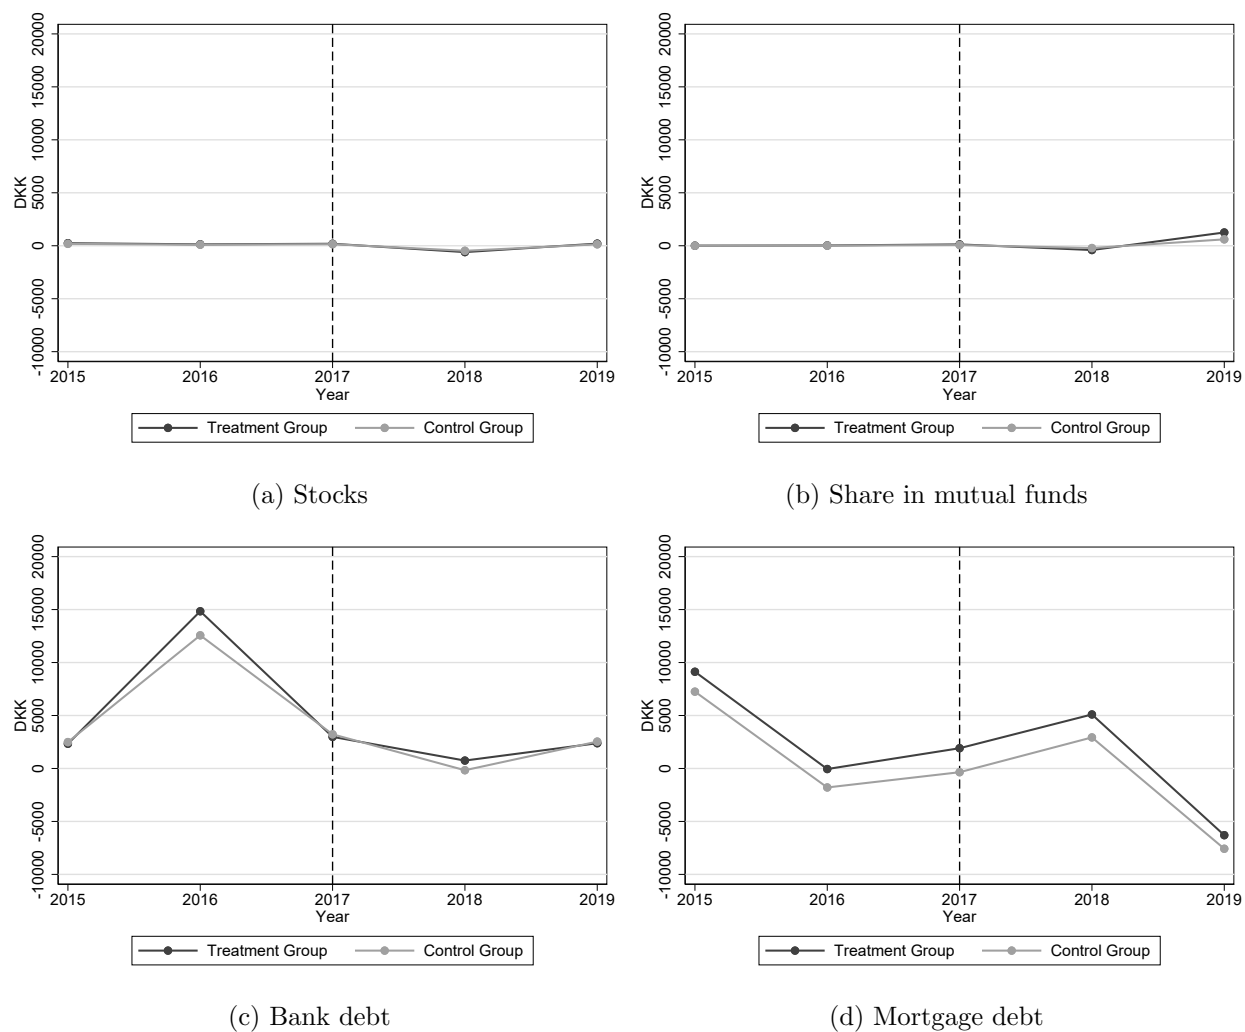 20000
15000
10000
5000
0
-5000
-10000
DKK
2015 2016 2017 2018 2019
Year
Treatment Group Control Group
(a) Stocks
20000
15000
10000
5000
0
-5000
-10000
DKK
2015 2016 2017 2018 2019
Year
Treatment Group Control Group
(b) Share in mutual funds
20000
15000
10000
5000
0
-5000
-10000
DKK
2015 2016 2017 2018 2019
Year
Treatment Group Control Group
(c) Bank debt
20000
15000
10000
5000
0
-5000
-10000
DKK
2015 2016 2017 2018 2019
Year
Treatment Group Control Group
(d) Mortgage debt